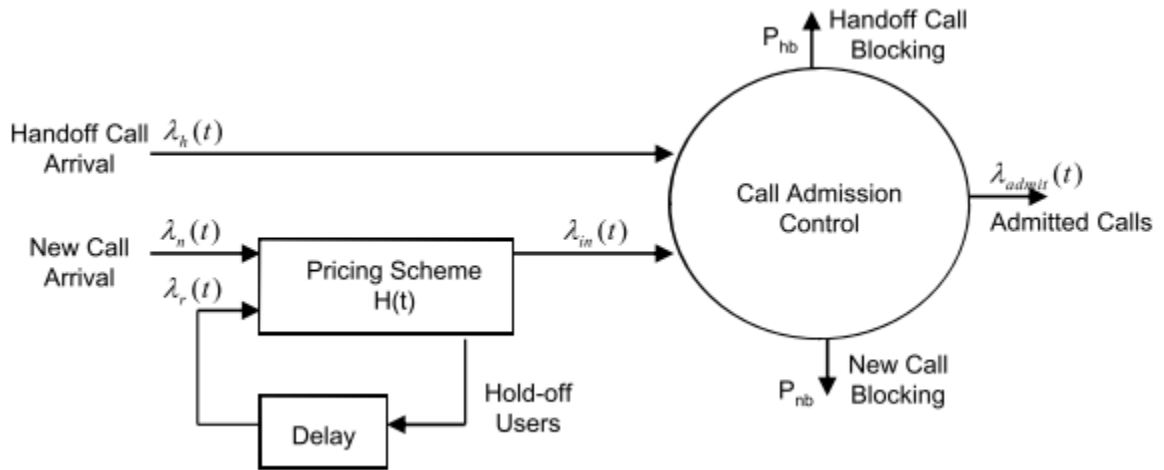 Handoff Call
Blocking
P_hb
Handoff Call
Arrival
λ_h(t)
Call Admission
Control
λ_admit(t)
Admitted Calls
New Call
Arrival
λ_n(t)
λ_r(t)
Pricing Scheme
H(t)
λ_in(t)
Hold-off
Users
Delay
P_nb
New Call
Blocking